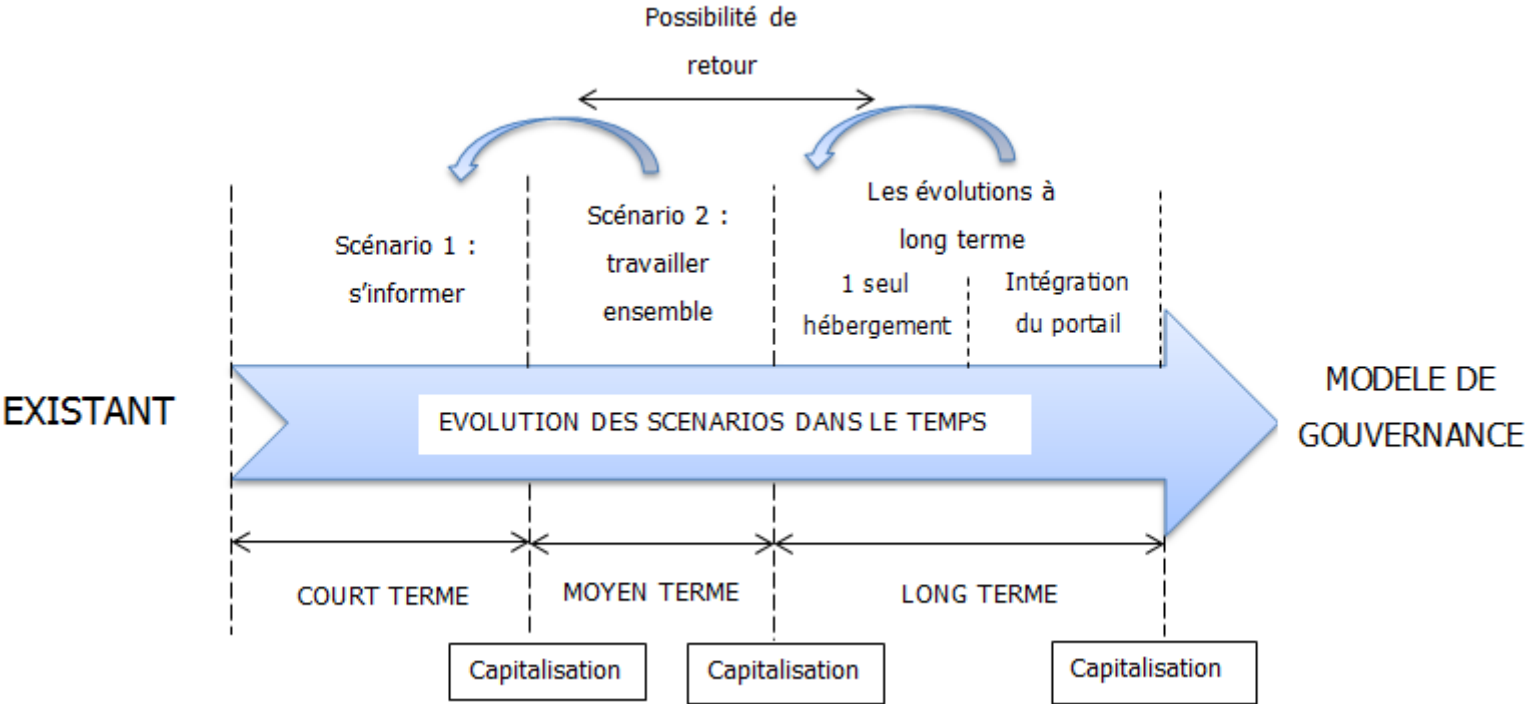 Possibilité de
retour
Scénario 1 :
s'informer
Scénario 2 :
travailler
ensemble
Les évolutions à
long terme
1 seul
hébergement
Intégration
du portail
EXISTANT
EVOLUTION DES SCENARIOS DANS LE TEMPS
MODELE DE
GOUVERNANCE
COURT TERME
MOYEN TERME
LONG TERME
Capitalisation
Capitalisation
Capitalisation